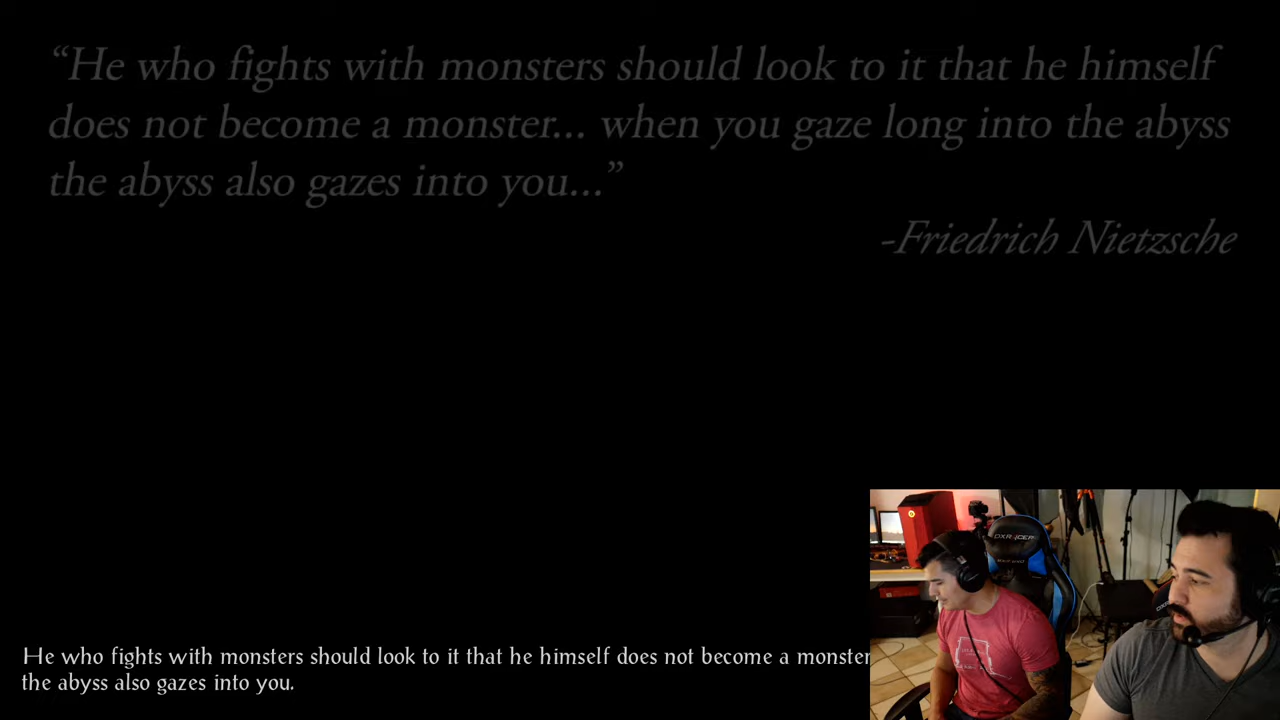 “He who fights with monsters should look to it that he himself
does not become a monster... when you gaze long into the abyss
the abyss also gazes into you...”
-Friedrich Nietzsche
DXRACER
He who fights with monsters should look to it that he himself does not become a monster
the abyss also gazes into you.